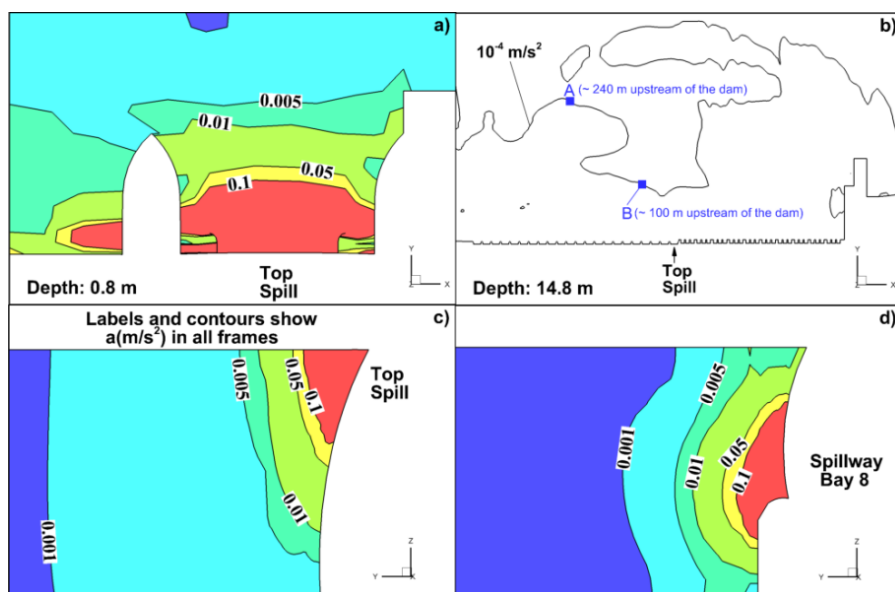 a)
0.005
0.01
0.05
0.1
Top
Spill
Depth: 0.8 m
Y
Z
X
b)
10⁻⁴ m/s²
A (~ 240 m upstream of the dam)
B (~ 100 m upstream of the dam)
Top
Spill
Depth: 14.8 m
Y
Z
X
Labels and contours show
a(m/s²) in all frames
c)
0.005
0.05
0.1
Top
Spill
0.01
0.001
Z
Y
X
d)
0.005
0.001
0.01
0.05
0.1
Spillway
Bay 8
Z
Y
X